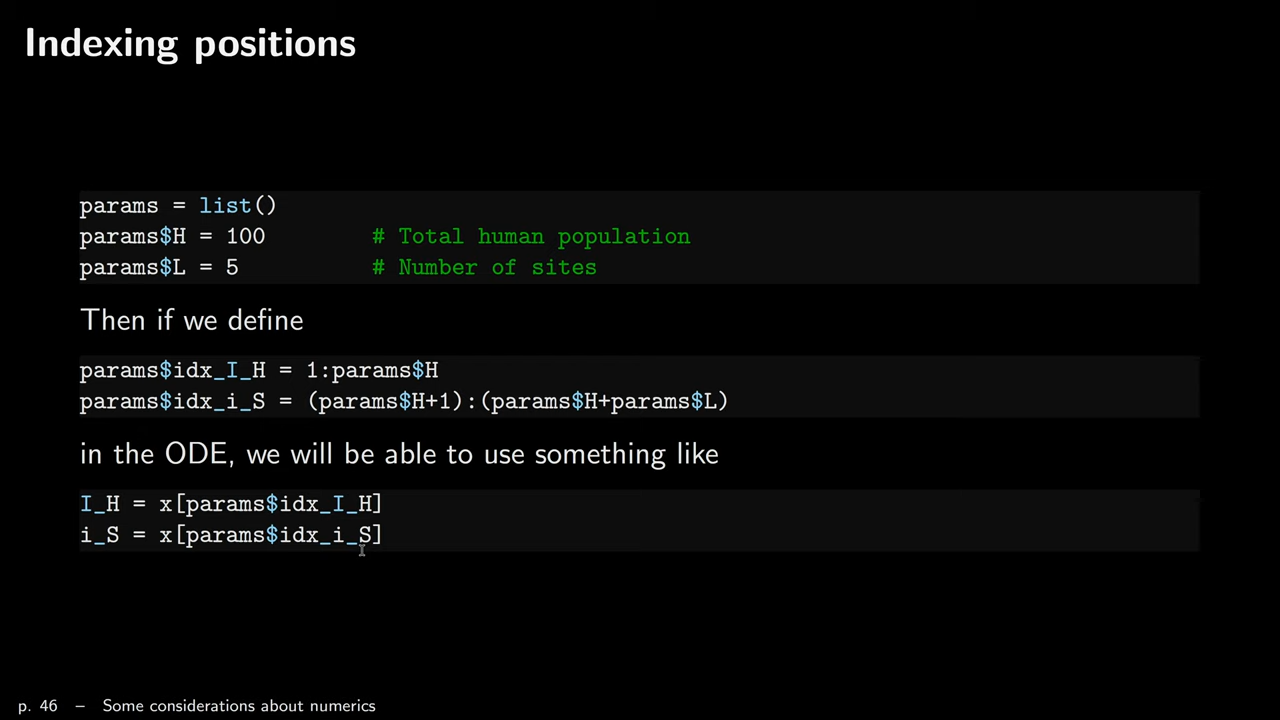 Indexing positions
params = list()
params$H = 100 # Total human population
params$L = 5 # Number of sites
Then if we define
params$idx_I_H = 1:params$H
params$idx_i_S = (params$H+1):(params$H+params$L)
in the ODE, we will be able to use something like
I_H = x[params$idx_I_H]
i_S = x[params$idx_i_S]
p. 46 – Some considerations about numerics